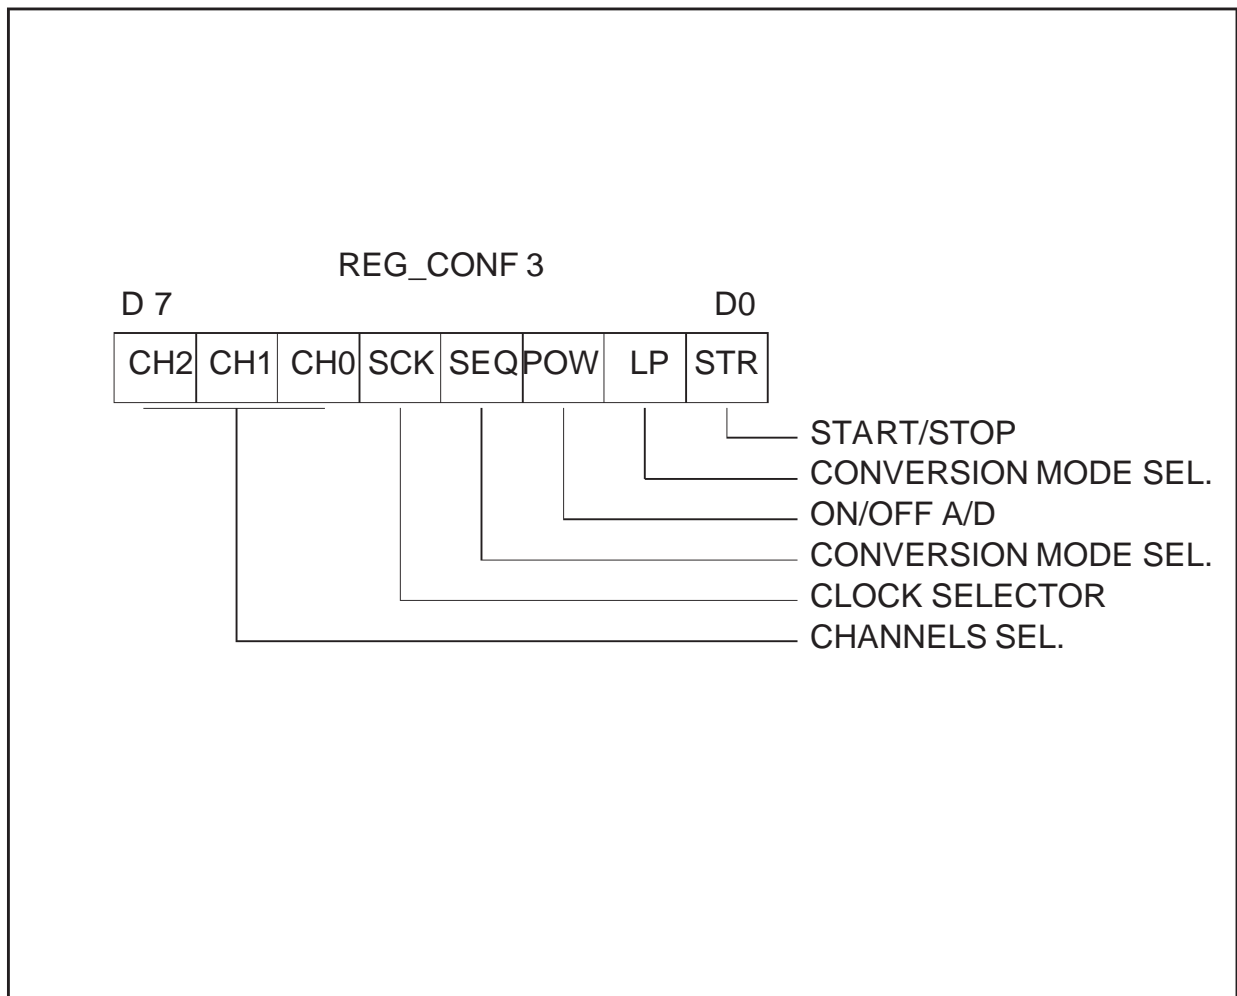 REG_CONF 3
D 7 D0
CH2 CH1 CH0 SCK SEQ POW LP STR
START/STOP
CONVERSION MODE SEL.
ON/OFF A/D
CONVERSION MODE SEL.
CLOCK SELECTOR
CHANNELS SEL.